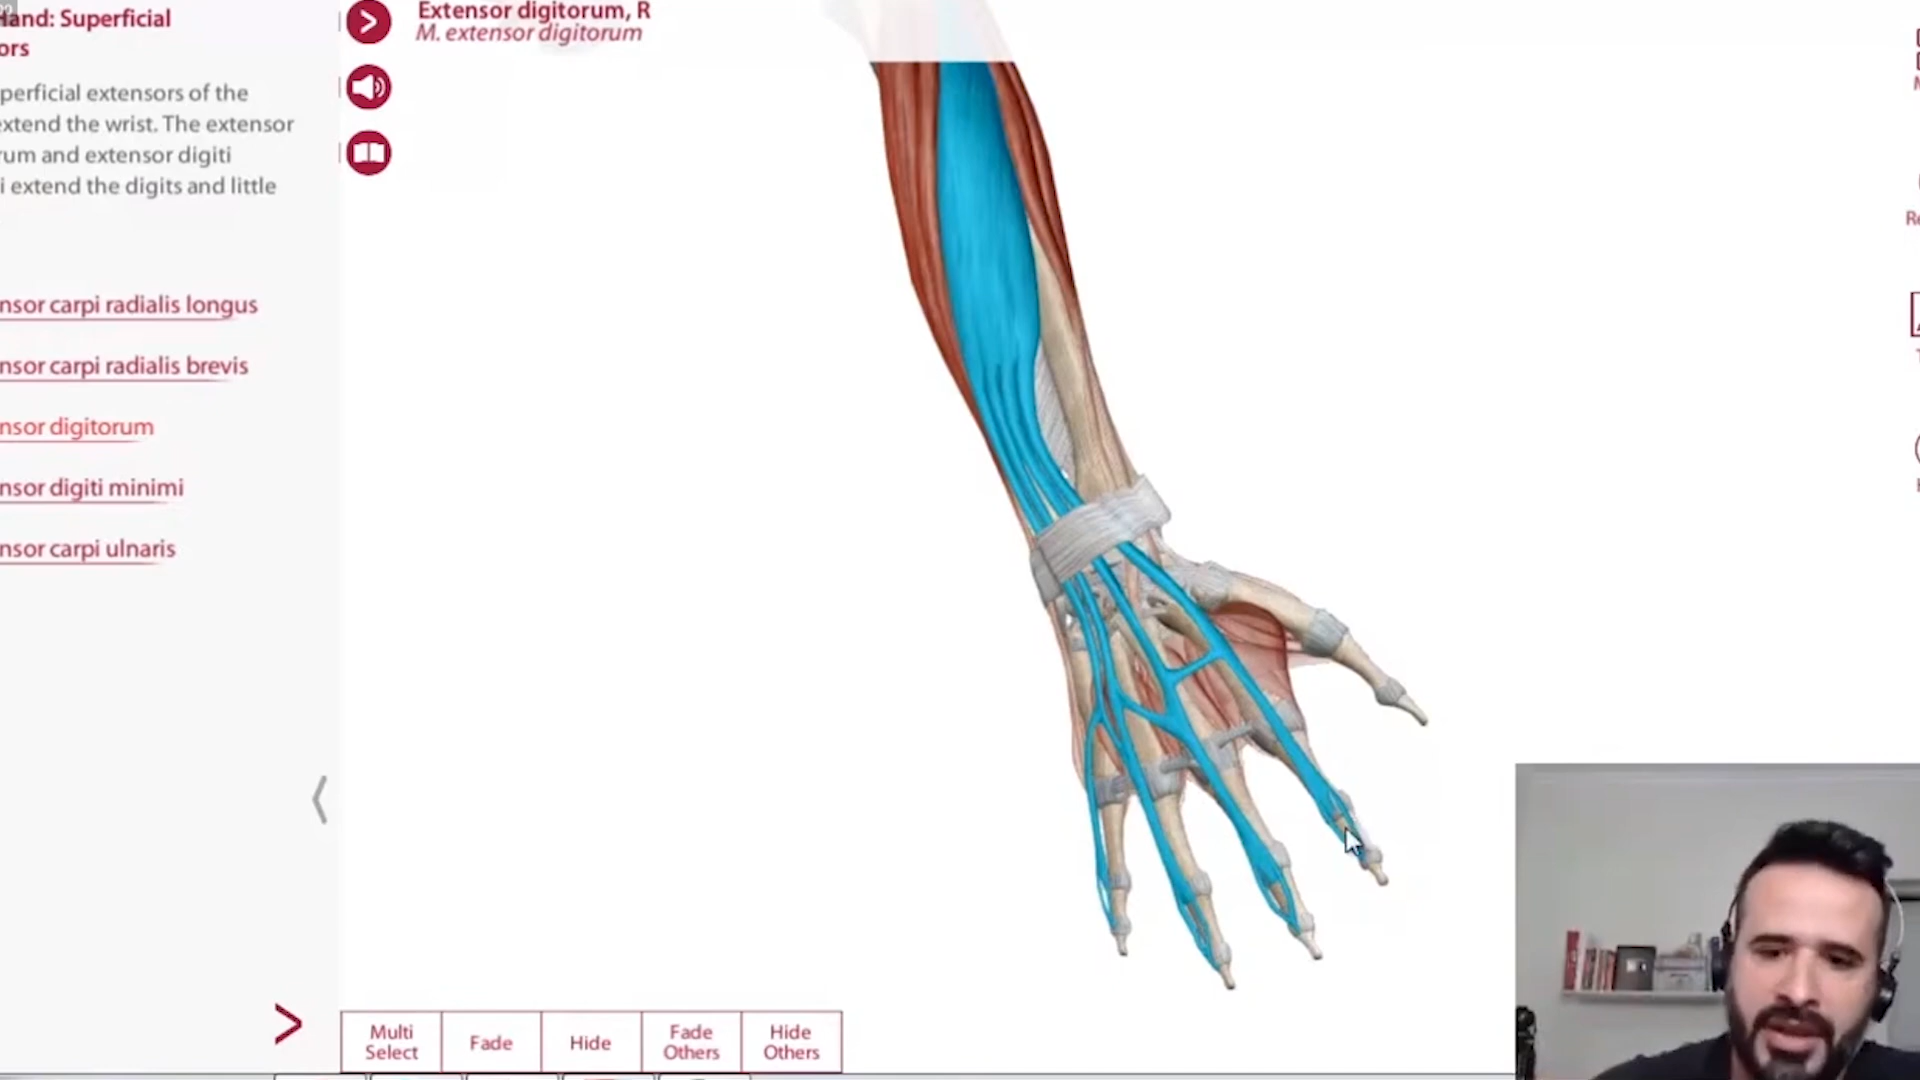 Hand: Superficial
ors
perficial extensors of the
extend the wrist. The extensor
rum and extensor digiti
i extend the digits and little
nsor carpi radialis longus
nsor carpi radialis brevis
nsor digitorum
nsor digiti minimi
nsor carpi ulnaris
Extensor digitorum, R
M. extensor digitorum
Multi
Select
Fade
Hide
Fade
Others
Hide
Others
Re